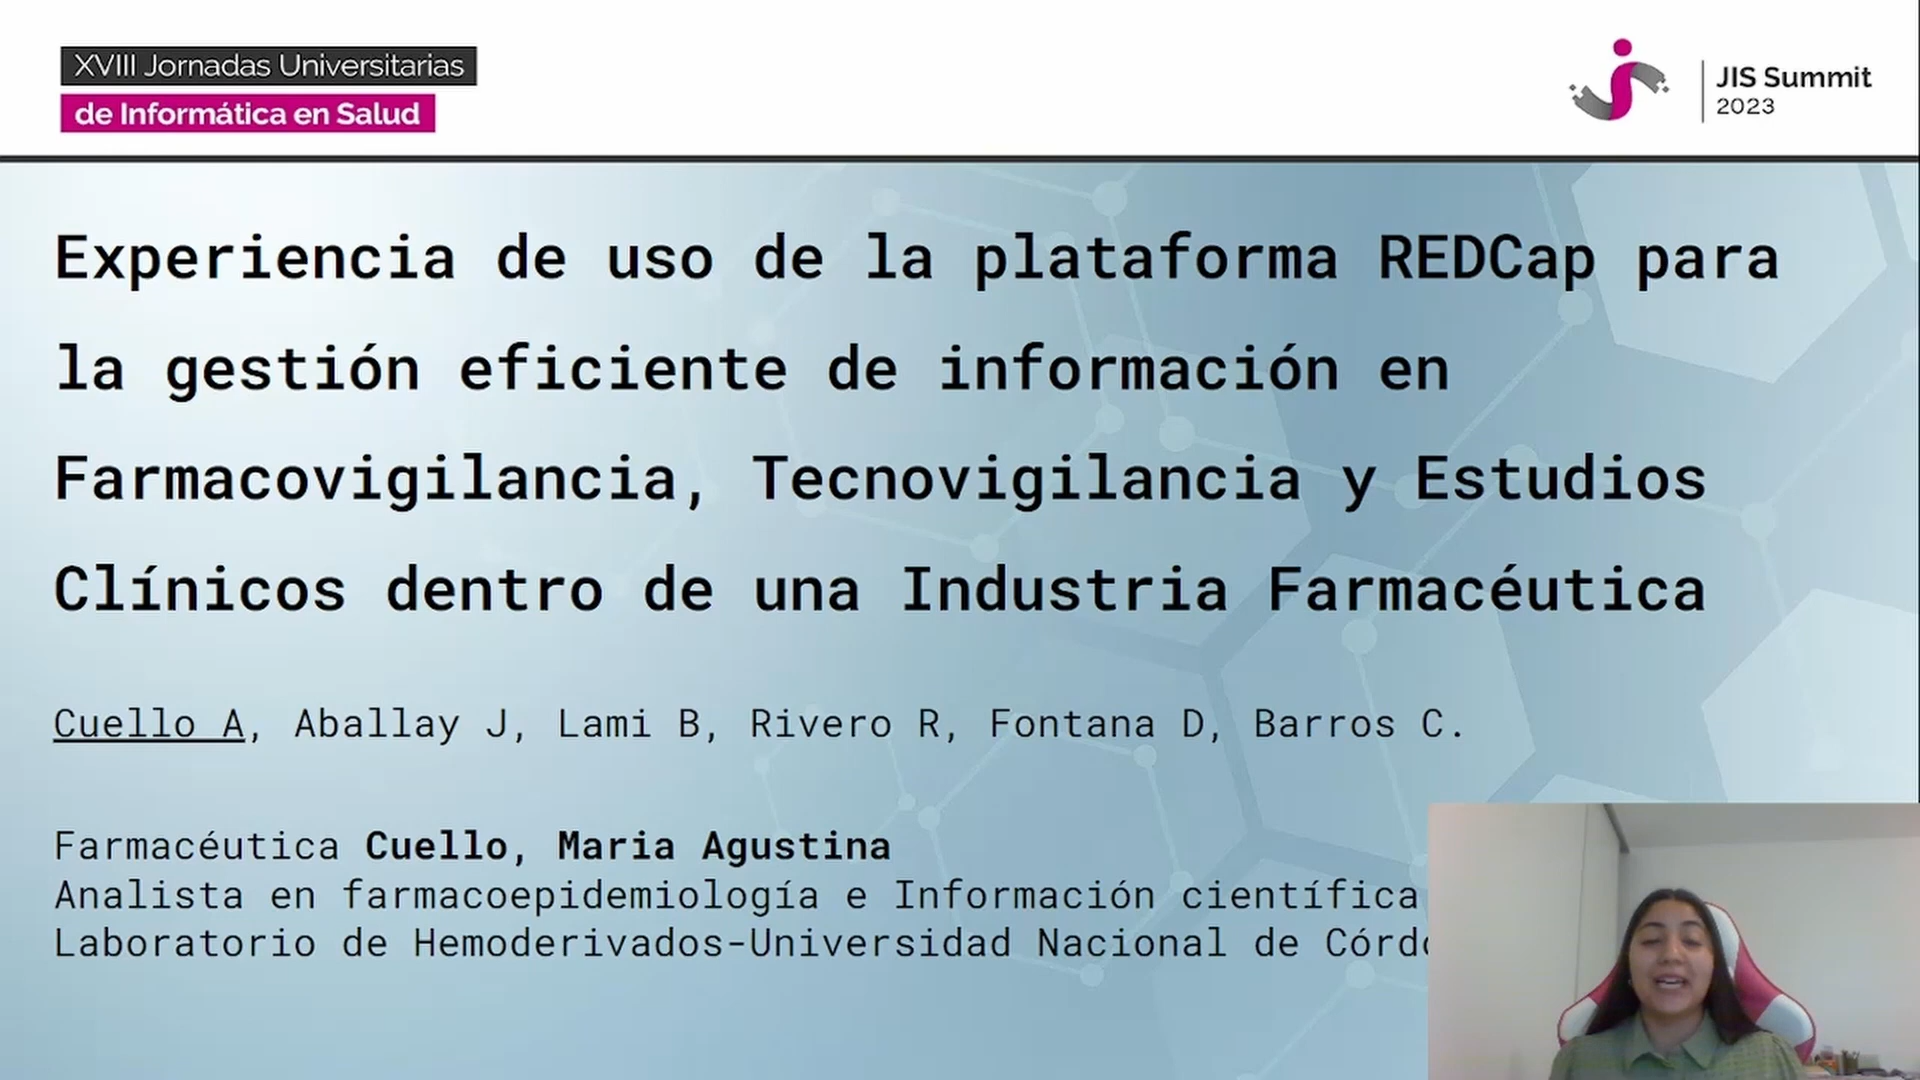 XVIII Jornadas Universitarias
de Informática en Salud
JIS Summit
2023
Experiencia de uso de la plataforma REDCap para
la gestión eficiente de información en
Farmacovigilancia, Tecnovigilancia y Estudios
Clínicos dentro de una Industria Farmacéutica
Cuello A, Aballay J, Lami B, Rivero R, Fontana D, Barros C.
Farmacéutica Cuello, Maria Agustina
Analista en farmacoepidemiología e Información científica
Laboratorio de Hemoderivados-Universidad Nacional de